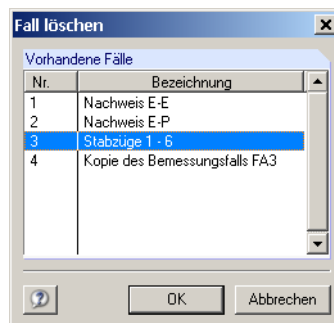 Fall löschen
Vorhandene Fälle
Nr. Bezeichnung
1 Nachweis E-E
2 Nachweis E-P
3 Stabzüge 1 - 6
4 Kopie des Bemessungsfalls FA3
OK Abbrechen